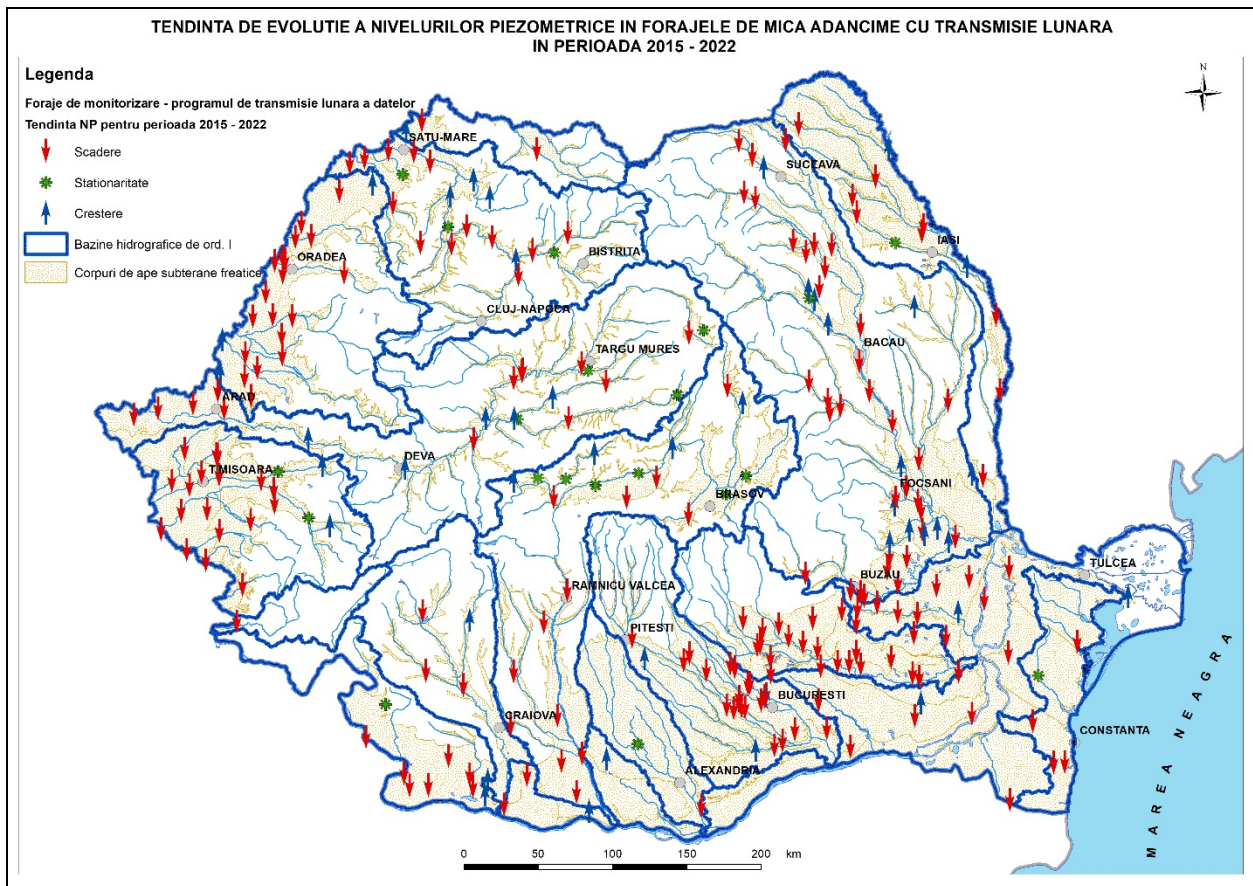 TENDINTA DE EVOLUTIE A NIVELURILOR PIEZOMETRICE IN FORAJELE DE MICA ADANCIME CU TRANSMISIE LUNARA
IN PERIOADA 2015 - 2022
Legenda
Foraje de monitorizare - programul de transmisie lunara a datelor
Tendinta NP pentru perioada 2015 - 2022
Scadere
Stationaritate
Crestere
Bazine hidrografice de ord. I
Corpuri de ape subterane freatice
N
SATU-MARE
SUCEAVA
IASI
BISTRITA
ORADEA
CLUJ-NAPOCA
TARGU MURES
BACAU
ARAD
DEVA
TIMISOARA
FOCSANI
BRASOV
TULCEA
BUZAU
RAMNICU VALCEA
PITESTI
BUCURESTI
CRAIOVA
CONSTANTA
ALEXANDRIA
MAREA NEAGRA
0 50 100 150 200 km